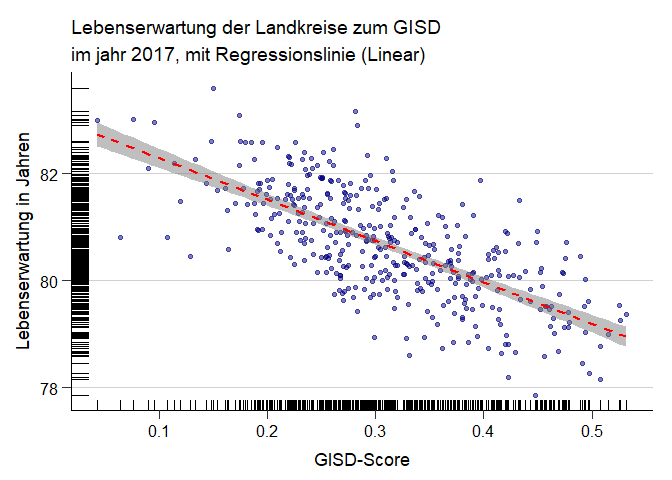 Lebenserwartung der Landkreise zum GISD
im jahr 2017, mit Regressionslinie (Linear)
Lebenserwartung in Jahren
82
80
78
0.1 0.2 0.3 0.4 0.5
GISD-Score